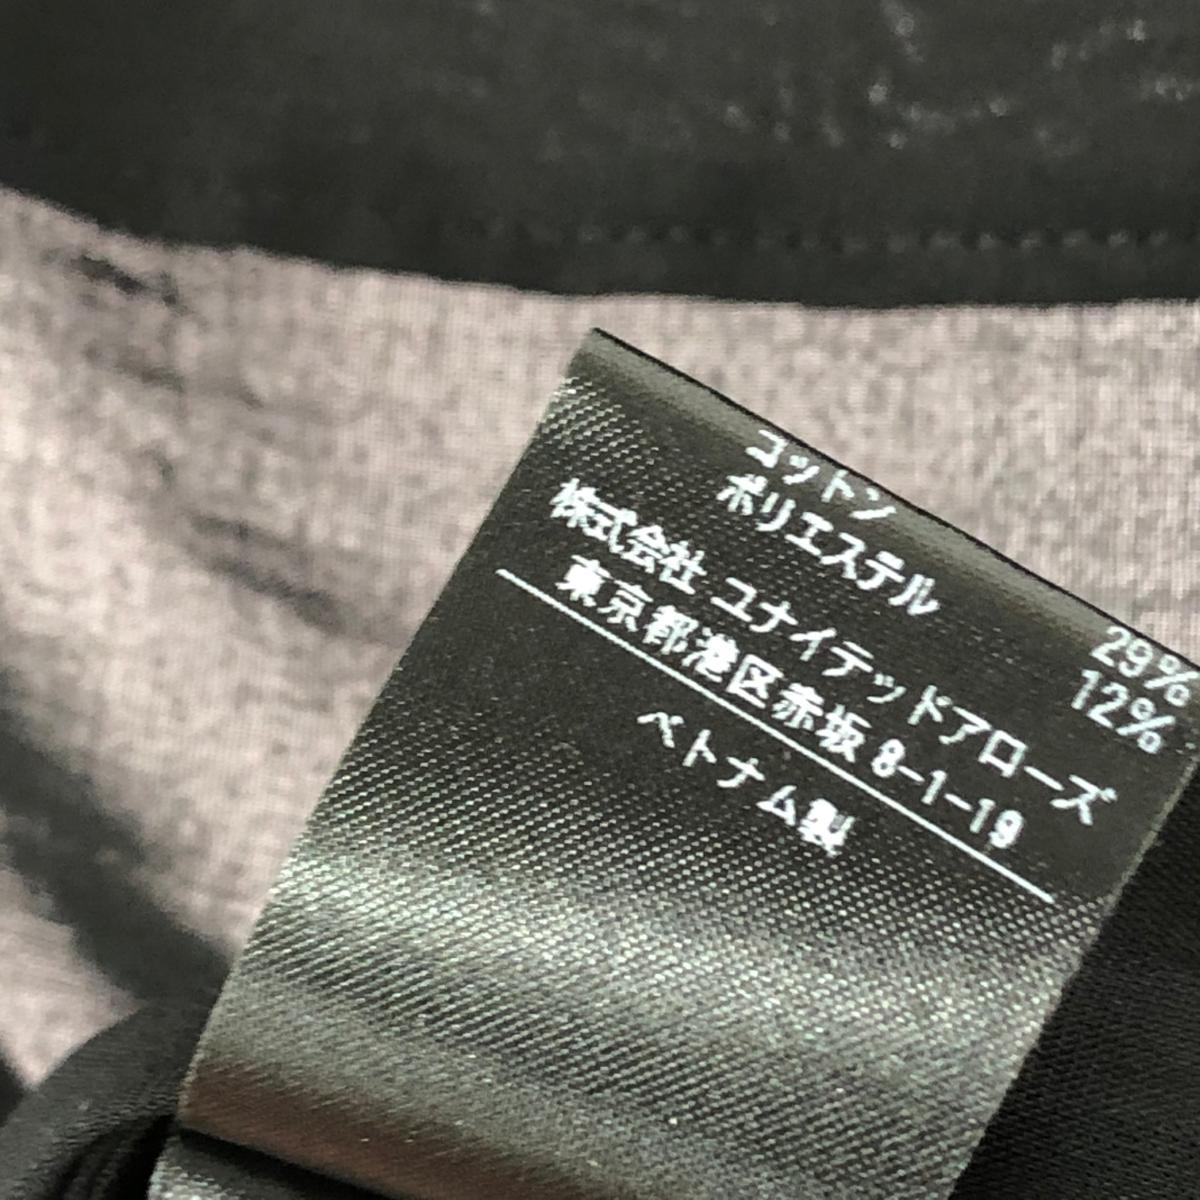 コットン 29%
ポリエステル 12%
株式会社 ユナイテッドアローズ
東京都港区赤坂 8-1-19
ベトナム製